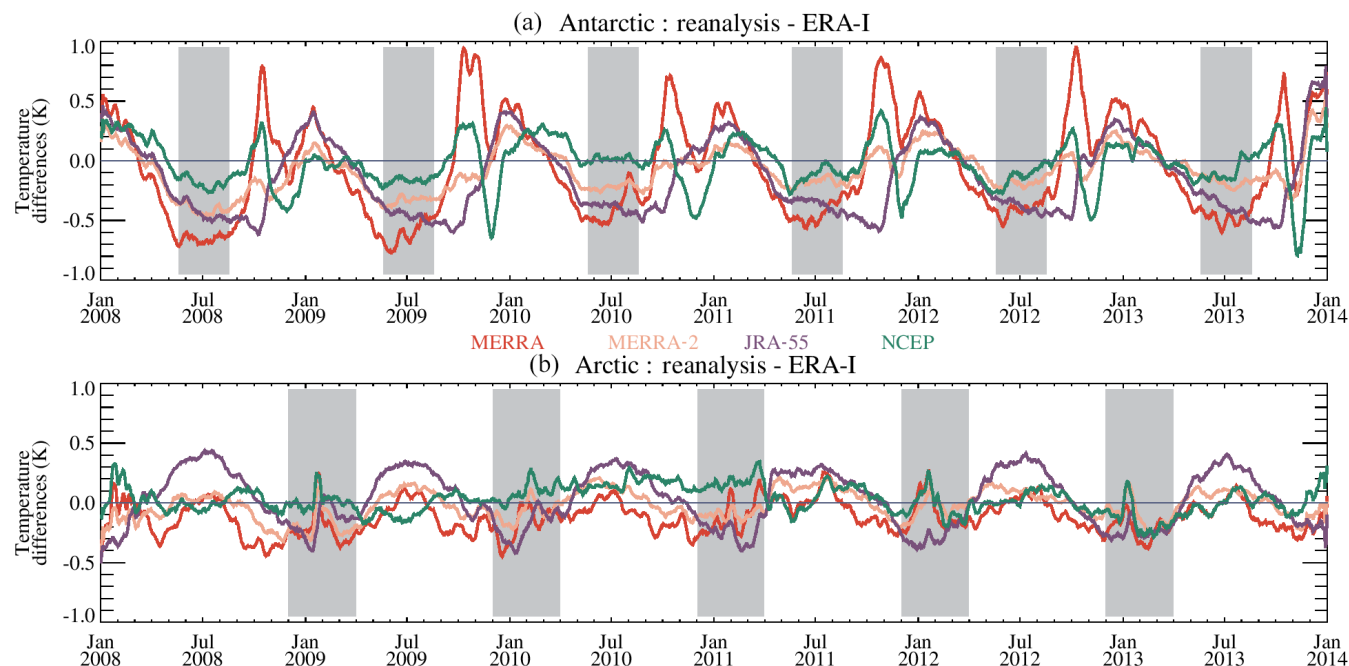 (a) Antarctic : reanalysis - ERA-I
Temperature
differences (K)
1.0
0.5
0.0
-0.5
-1.0
Jan Jul Jan Jul Jan Jul Jan Jul Jan Jul Jan Jul Jan
2008 2008 2009 2009 2010 2010 2011 2011 2012 2012 2013 2013 2014
MERRA MERRA-2 JRA-55 NCEP
(b) Arctic : reanalysis - ERA-I
Temperature
differences (K)
1.0
0.5
0.0
-0.5
-1.0
Jan Jul Jan Jul Jan Jul Jan Jul Jan Jul Jan Jul Jan
2008 2008 2009 2009 2010 2010 2011 2011 2012 2012 2013 2013 2014